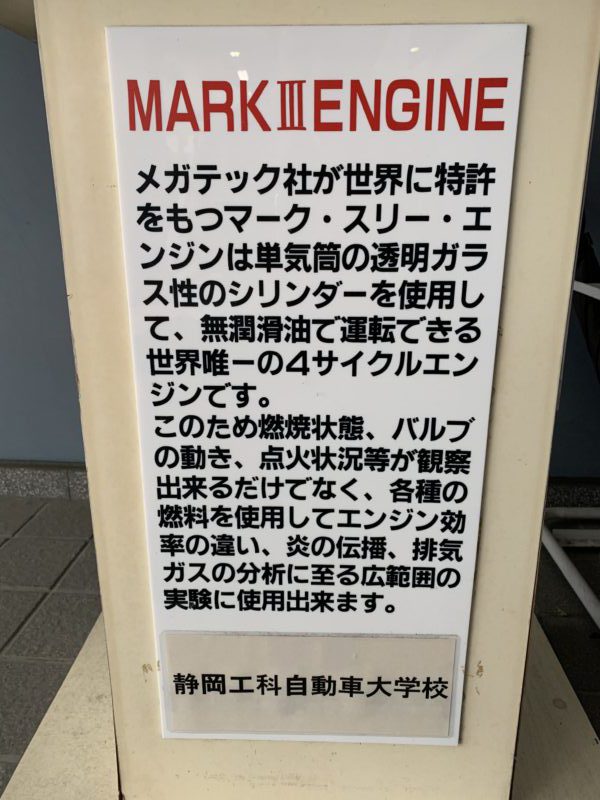 MARKⅢENGINE
メガテック社が世界に特許
をもつマーク・スリー・エ
ンジンは単気筒の透明ガラ
ス性のシリンダーを使用し
て、無潤滑油で運転できる
世界唯一の4サイクルエン
ジンです。
このため燃焼状態、バルブ
の動き、点火状況等が観察
出来るだけでなく、各種の
燃料を使用してエンジン効
率の違い、炎の伝播、排気
ガスの分析に至る広範囲の
実験に使用出来ます。
静岡工科自動車大学校